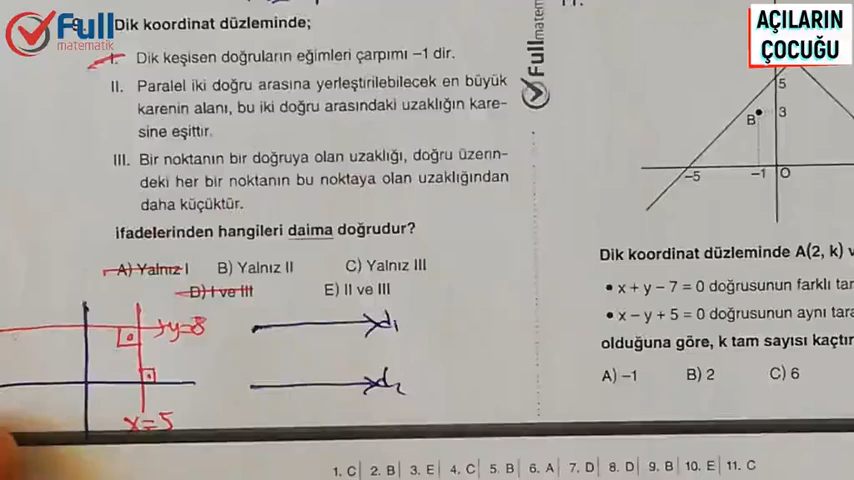 Full
matematik
9. Dik koordinat düzleminde;
I. Dik keşisen doğruların eğimleri çarpımı –1 dir.
II. Paralel iki doğru arasına yerleştirilebilecek en büyük
karenin alanı, bu iki doğru arasındaki uzaklığın kare-
sine eşittir.
III. Bir noktanın bir doğruya olan uzaklığı, doğru üzerin-
deki her bir noktanın bu noktaya olan uzaklığından
daha küçüktür.
ifadelerinden hangileri daima doğrudur?
A) Yalnız I B) Yalnız II C) Yalnız III
D) I ve III E) II ve III
y=8
x=5
d1
d2
Full matem
11.
AÇILARIN
ÇOCUĞU
5
B 3
–5 –1 O
Dik koordinat düzleminde A(2, k) v
• x + y – 7 = 0 doğrusunun farklı tar
• x – y + 5 = 0 doğrusunun aynı tara
olduğuna göre, k tam sayısı kaçtır
A) –1 B) 2 C) 6
1. C 2. B 3. E 4. C 5. B 6. A 7. D 8. D 9. B 10. E 11. C